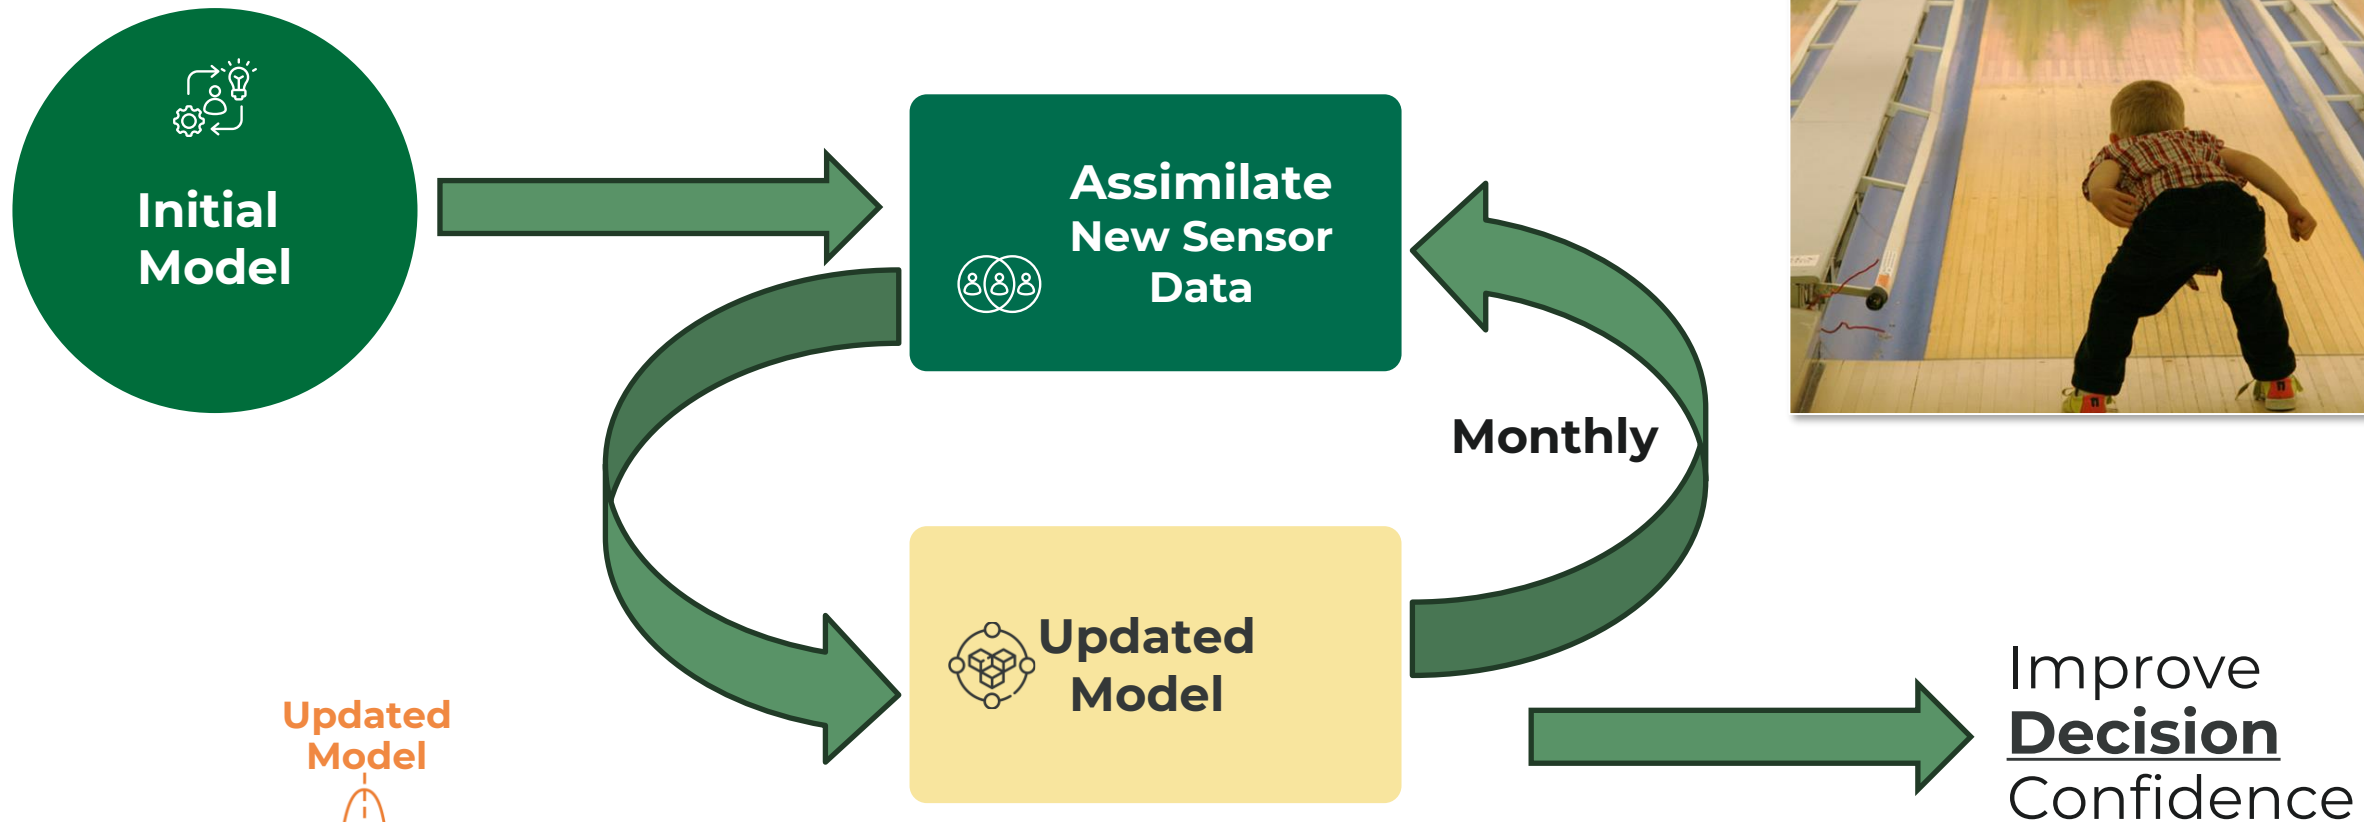 Initial
Model
Assimilate
New Sensor
Data
Monthly
Updated
Model
Updated
Model
Improve
Decision
Confidence